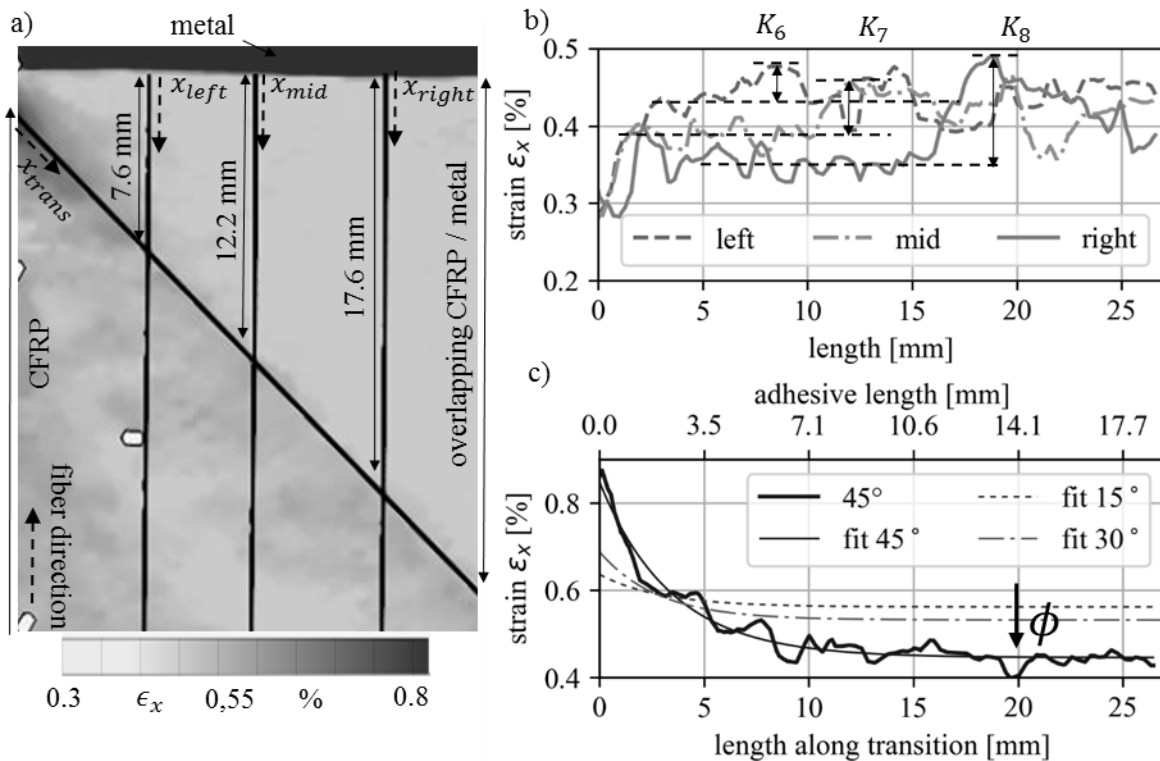 a)
metal
x_left
x_mid
x_right
x_trans
7.6 mm
12.2 mm
17.6 mm
overlapping CFRP / metal
CFRP
fiber direction
0.3 ϵ_x 0,55 % 0.8
b)
K_6 K_7 K_8
0.5
0.4
0.3
0.2
strain ε_x [%]
left mid right
0 5 10 15 20 25
length [mm]
c)
adhesive length [mm]
0.0 3.5 7.1 10.6 14.1 17.7
0.8
0.6
0.4
strain ε_x [%]
45° fit 15°
fit 45° fit 30°
ϕ
0 5 10 15 20 25
length along transition [mm]